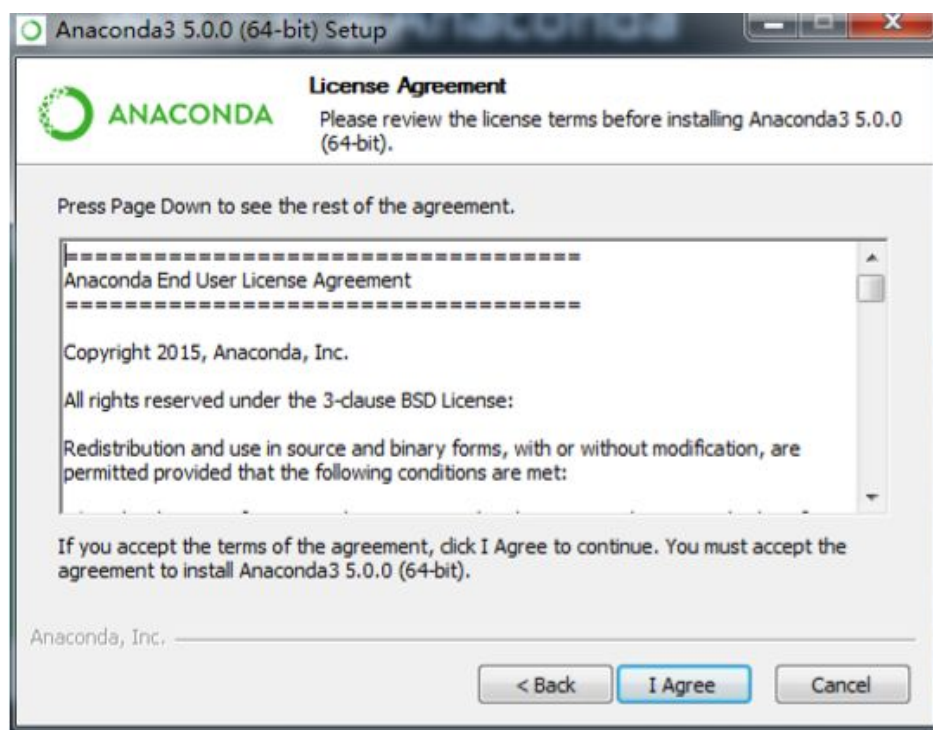 Anaconda3 5.0.0 (64-bit) Setup
ANACONDA
License Agreement
Please review the license terms before installing Anaconda3 5.0.0
(64-bit).
Press Page Down to see the rest of the agreement.
===================================
Anaconda End User License Agreement
===================================
Copyright 2015, Anaconda, Inc.
All rights reserved under the 3-clause BSD License:
Redistribution and use in source and binary forms, with or without modification, are
permitted provided that the following conditions are met:
If you accept the terms of the agreement, click I Agree to continue. You must accept the
agreement to install Anaconda3 5.0.0 (64-bit).
Anaconda, Inc.
< Back
I Agree
Cancel